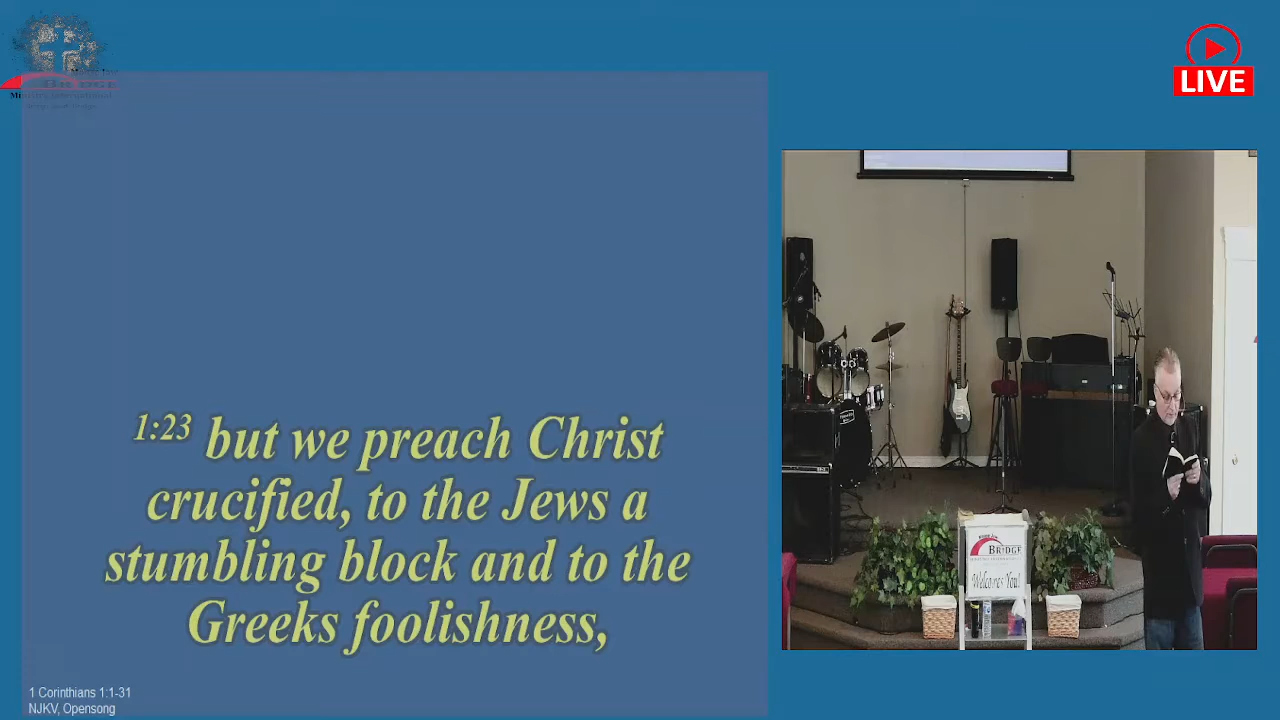 BRIDGE
LIVE
1:23 but we preach Christ
crucified, to the Jews a
stumbling block and to the
Greeks foolishness,
BRIDGE
Welcomes You!
1 Corinthians 1:1-31
NJKV, Opensong